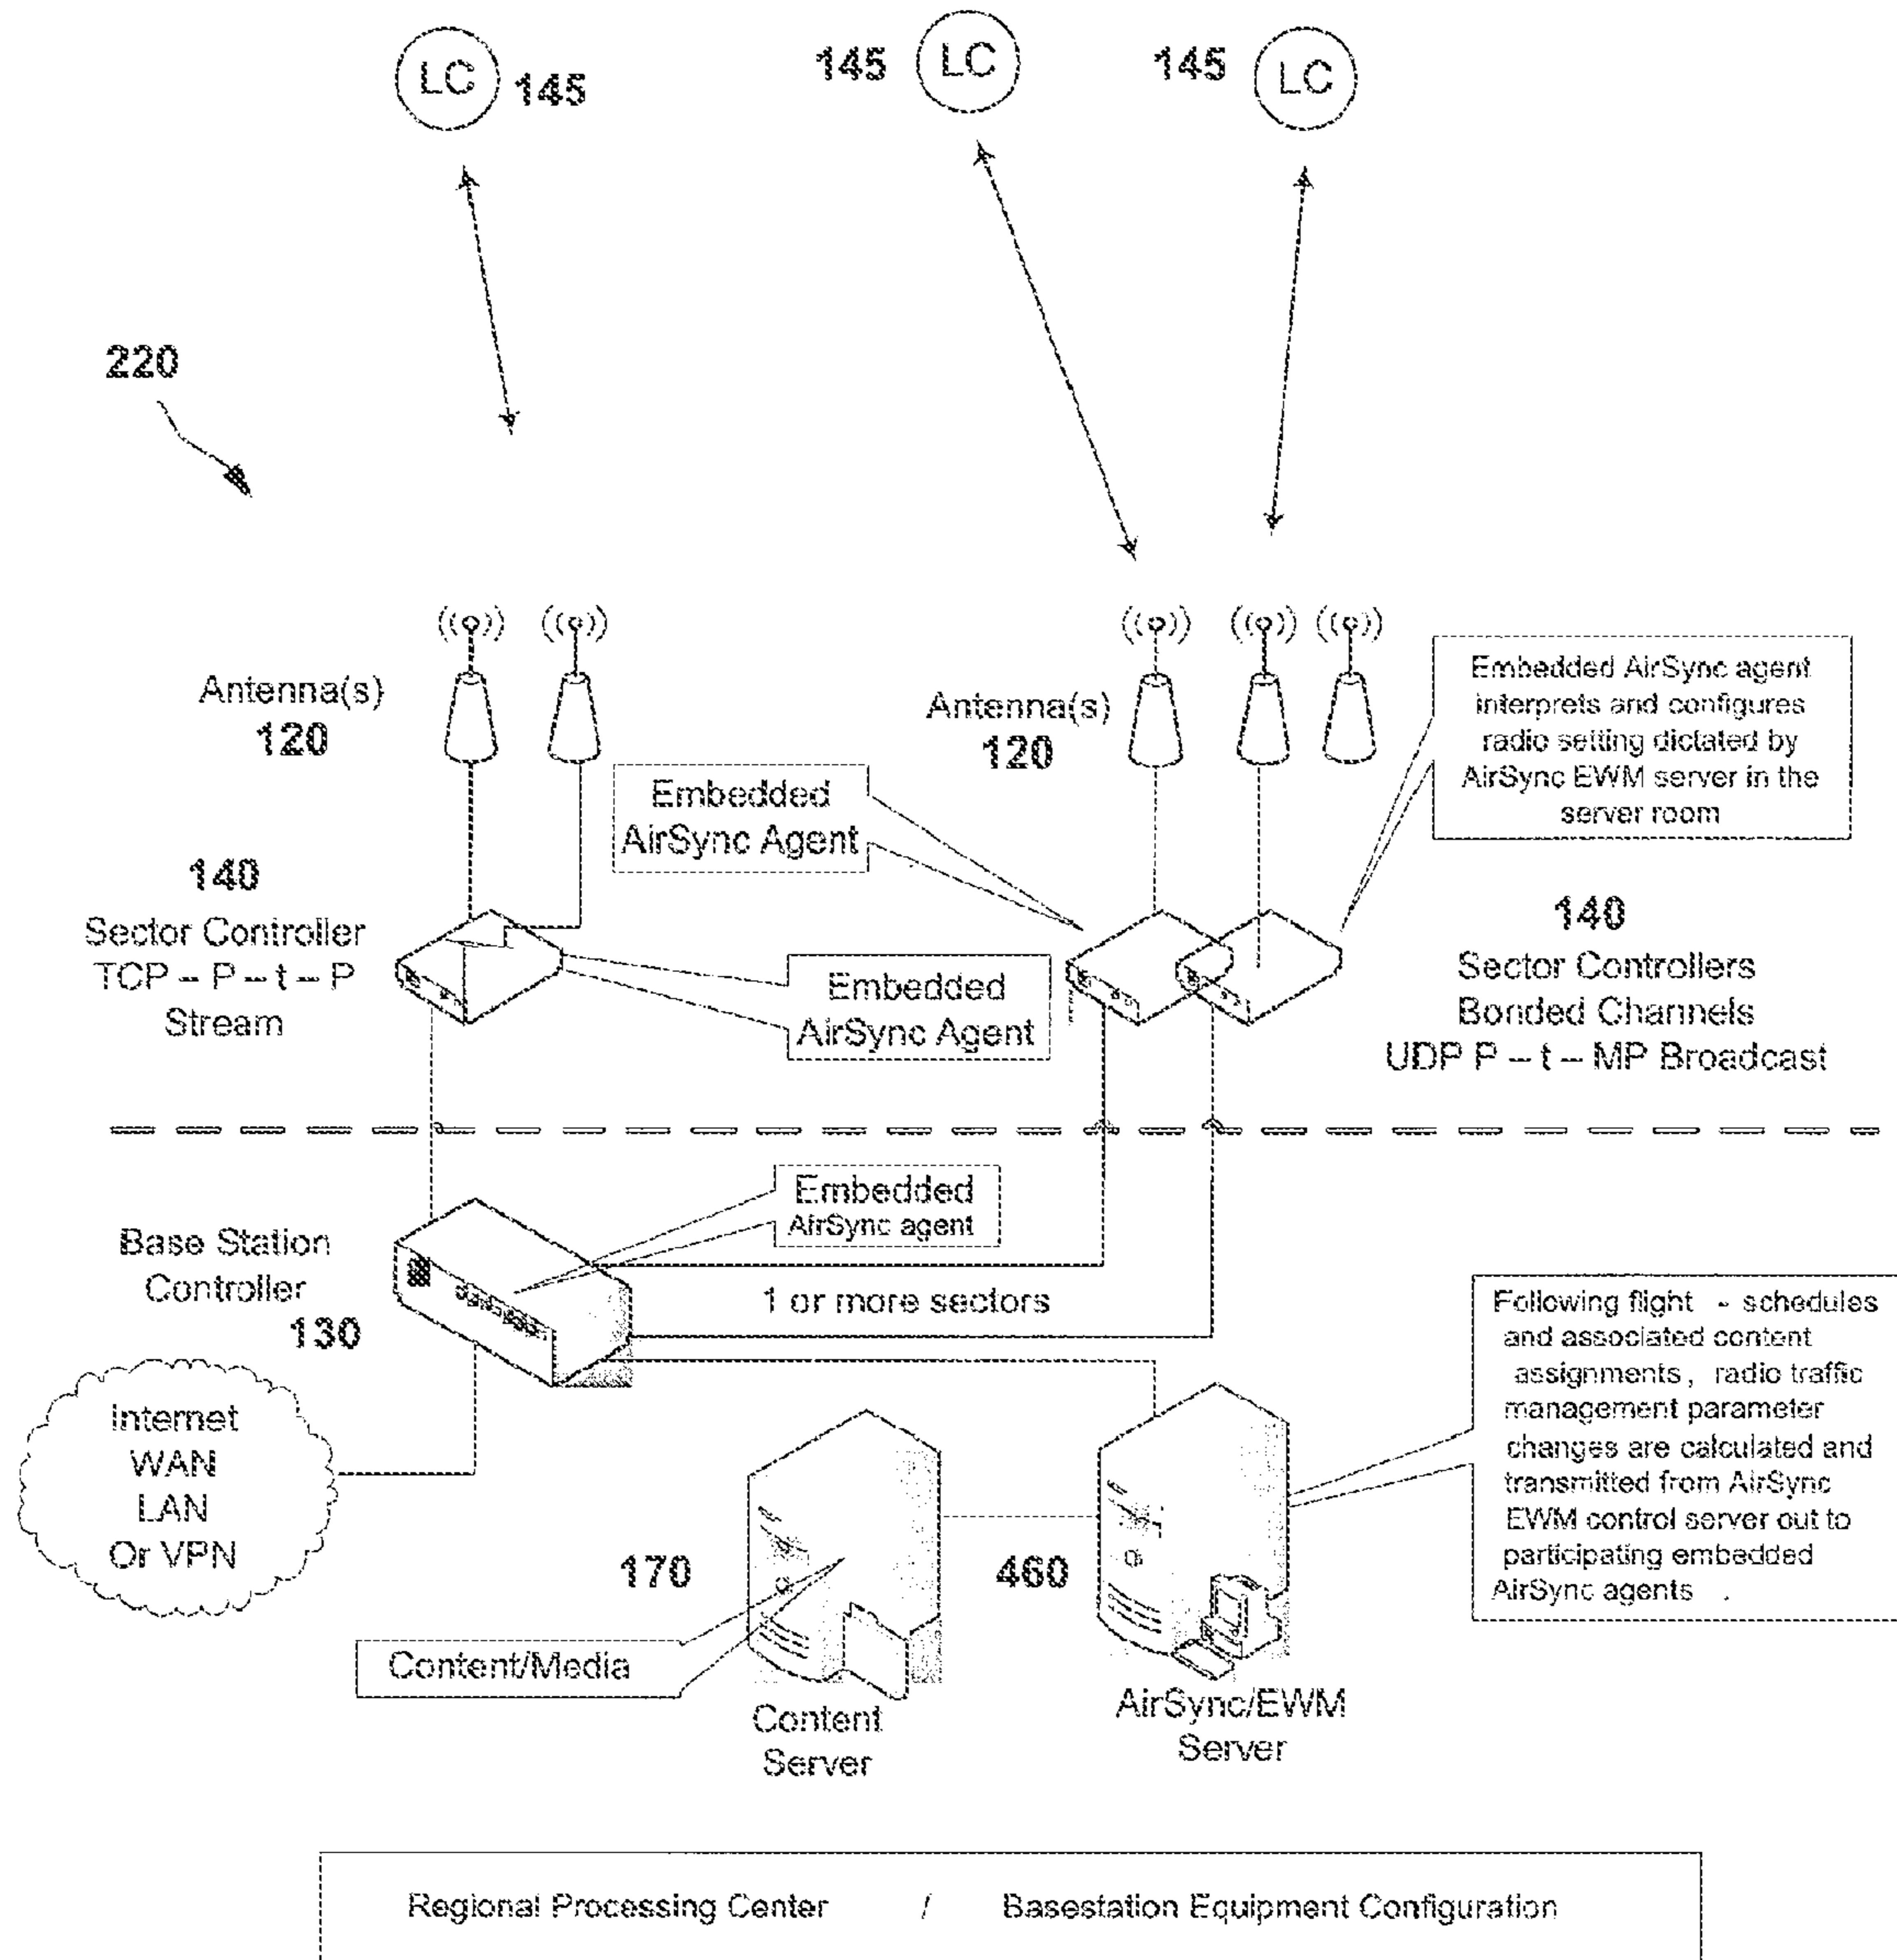 LC 145
145 LC
145 LC
220
Antenna(s)
120
Antenna(s)
120
Embedded AirSync agent
interprets and configures
radio setting dictated by
AirSync EWM server in the
server room
Embedded
AirSync Agent
140
Sector Controller
TCP – P – t – P
Stream
Embedded
AirSync Agent
140
Sector Controllers
Bonded Channels
UDP P – t – MP Broadcast
Embedded
AirSync agent
Base Station
Controller
130
1 or more sectors
Internet
WAN
LAN
Or VPN
Following flight - schedules
and associated content
assignments, radio traffic
management parameter
changes are calculated and
transmitted from AirSync
EWM control server out to
participating embedded
AirSync agents .
170
460
Content/Media
Content
Server
AirSync/EWM
Server
Regional Processing Center / Basestation Equipment Configuration